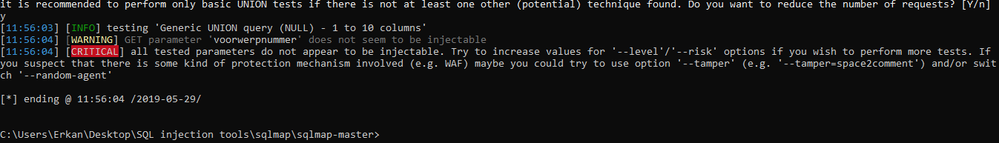 it is recommended to perform only basic UNION tests if there is not at least one other (potential) technique found. Do you want to reduce the number of requests? [Y/n]
y
[11:56:03] [INFO] testing 'Generic UNION query (NULL) - 1 to 10 columns'
[11:56:04] [WARNING] GET parameter 'voorwerpnummer' does not seem to be injectable
[11:56:04] [CRITICAL] all tested parameters do not appear to be injectable. Try to increase values for '--level'/'--risk' options if you wish to perform more tests. If
you suspect that there is some kind of protection mechanism involved (e.g. WAF) maybe you could try to use option '--tamper' (e.g. '--tamper=space2comment') and/or swit
ch '--random-agent'
[*] ending @ 11:56:04 /2019-05-29/
C:\Users\Erkan\Desktop\SQL injection tools\sqlmap\sqlmap-master>